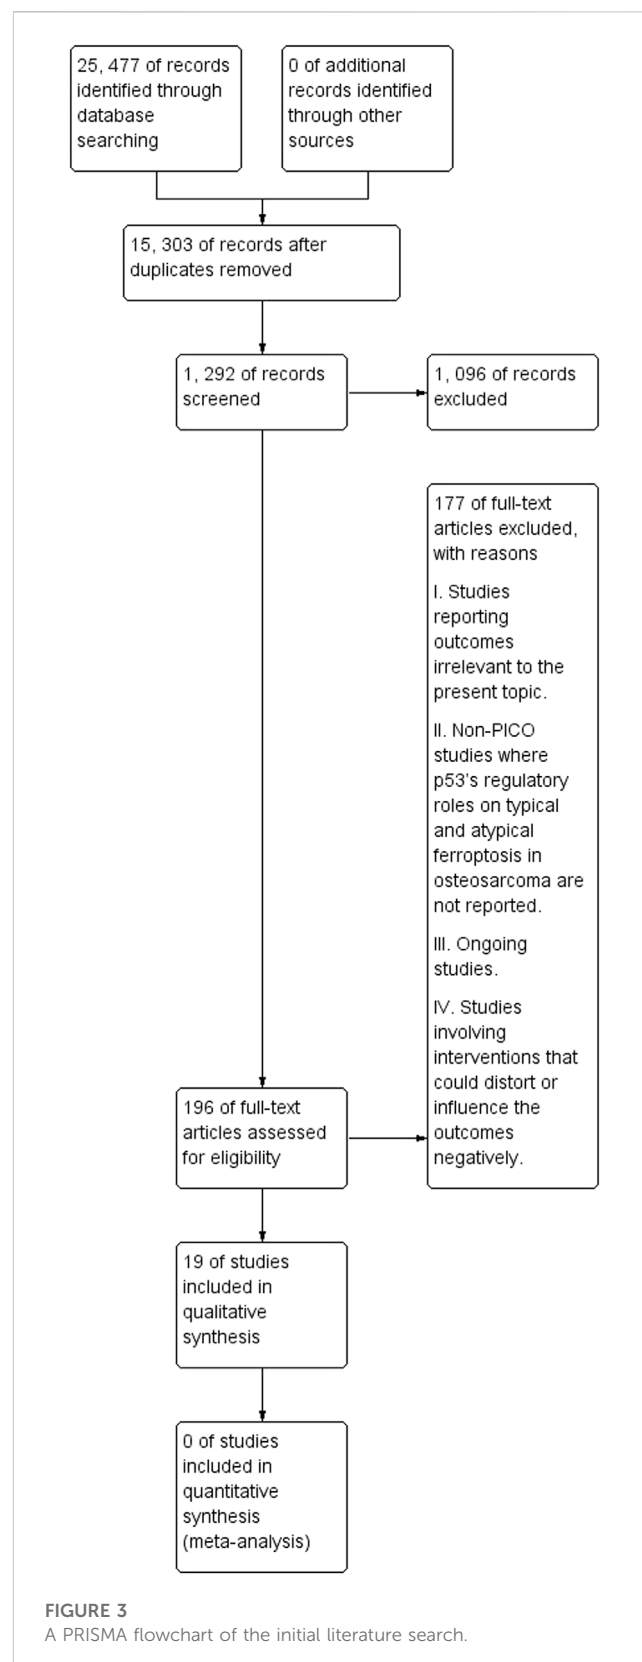 25, 477 of records
identified through
database
searching
0 of additional
records identified
through other
sources
15, 303 of records after
duplicates removed
1, 292 of records
screened
1, 096 of records
excluded
177 of full-text
articles excluded,
with reasons
I. Studies
reporting
outcomes
irrelevant to the
present topic.
II. Non-PICO
studies where
p53's regulatory
roles on typical
and atypical
ferroptosis in
osteosarcoma are
not reported.
III. Ongoing
studies.
IV. Studies
involving
interventions that
could distort or
influence the
outcomes
negatively.
196 of full-text
articles assessed
for eligibility
19 of studies
included in
qualitative
synthesis
0 of studies
included in
quantitative
synthesis
(meta-analysis)
FIGURE 3
A PRISMA flowchart of the initial literature search.